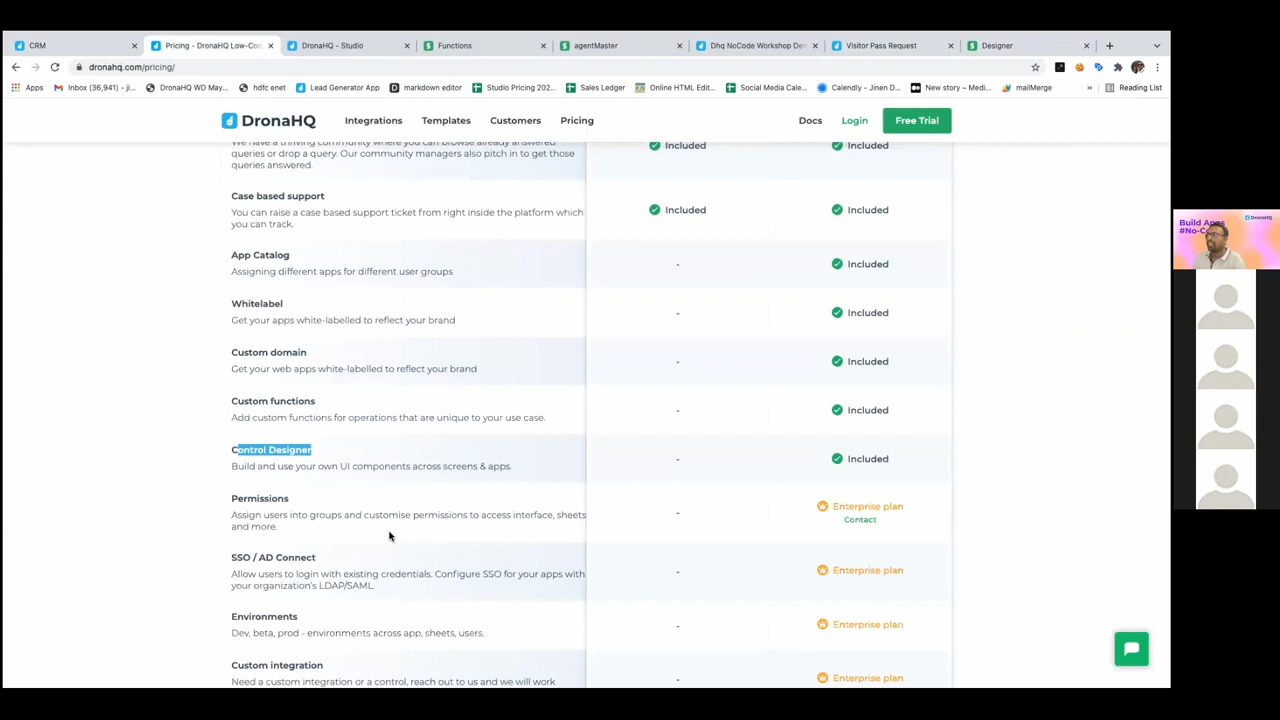 CRM
Pricing - DronaHQ Low-Co
DronaHQ - Studio
Functions
agentMaster
Dhq NoCode Workshop De
Visitor Pass Request
Designer
dronahq.com/pricing/
Apps
Inbox (36,941) - ji...
DronaHQ WD May...
hdfc enet
Lead Generator App
markdown editor
Studio Pricing 202...
Sales Ledger
Online HTML Edit...
Social Media Cale...
Calendly - Jinen D...
New story – Medi...
mailMerge
»
Reading List
DronaHQ
Integrations
Templates
Customers
Pricing
Docs
Login
Free Trial
We have a thriving community where you can browse already answered
queries or drop a query. Our community managers also pitch in to get those
queries answered.
Included
Included
Case based support
You can raise a case based support ticket from right inside the platform which
you can track.
Included
Included
App Catalog
Assigning different apps for different user groups
-
Included
Whitelabel
Get your apps white-labelled to reflect your brand
-
Included
Custom domain
Get your web apps white-labelled to reflect your brand
-
Included
Custom functions
Add custom functions for operations that are unique to your use case.
-
Included
Control Designer
Build and use your own UI components across screens & apps.
-
Included
Permissions
Assign users into groups and customise permissions to access interface, sheets
and more.
-
Enterprise plan
Contact
SSO / AD Connect
Allow users to login with existing credentials. Configure SSO for your apps with
your organization's LDAP/SAML.
-
Enterprise plan
Environments
Dev, beta, prod - environments across app, sheets, users.
-
Enterprise plan
Custom integration
Need a custom integration or a control, reach out to us and we will work
-
Enterprise plan
Build Apps
DronaHQ